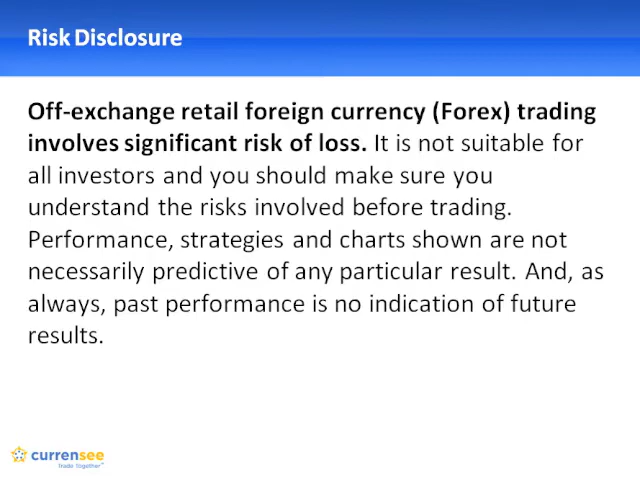 Risk Disclosure
Off-exchange retail foreign currency (Forex) trading
involves significant risk of loss. It is not suitable for
all investors and you should make sure you
understand the risks involved before trading.
Performance, strategies and charts shown are not
necessarily predictive of any particular result. And, as
always, past performance is no indication of future
results.
currensee
Trade Together™